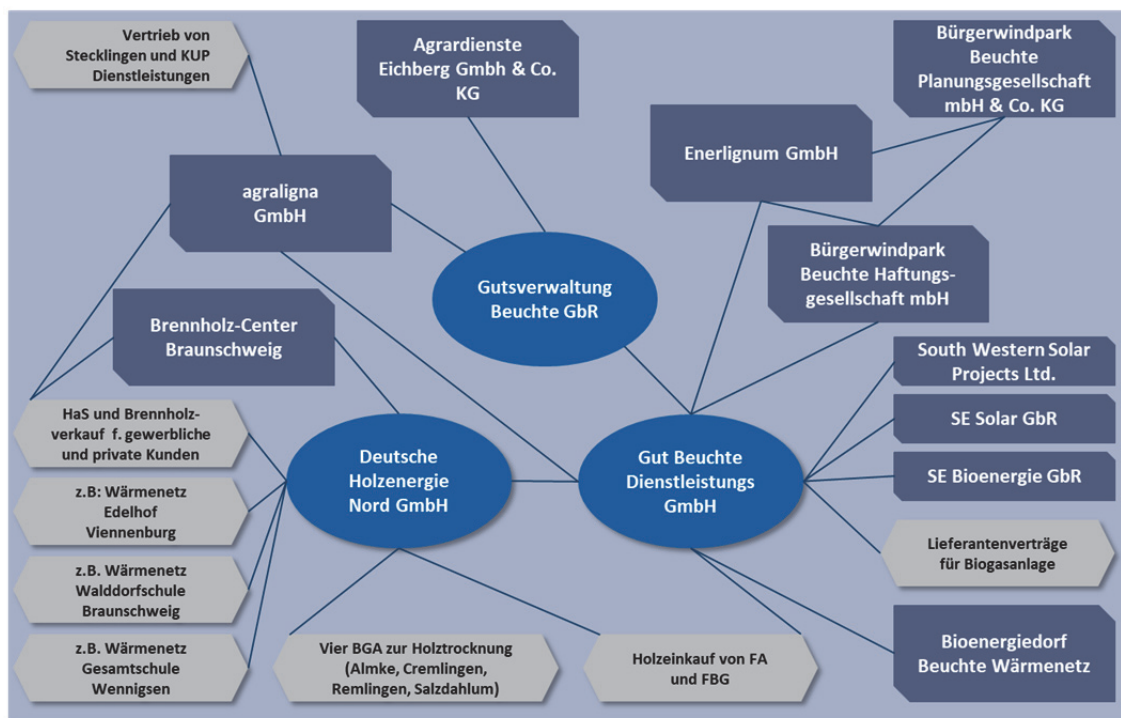 Vertrieb von
Stecklingen und KUP
Dienstleistungen
Agrardienste
Eichberg Gmbh & Co.
KG
Bürgerwindpark
Beuchte
Planungsgesellschaft
mbH & Co. KG
Enerlignum GmbH
agraligna
GmbH
Bürgerwindpark
Beuchte Haftungs-
gesellschaft mbH
Gutsverwaltung
Beuchte GbR
Brennholz-Center
Braunschweig
South Western Solar
Projects Ltd.
HaS und Brennholz-
verkauf f. gewerbliche
und private Kunden
SE Solar GbR
Deutsche
Holzenergie
Nord GmbH
Gut Beuchte
Dienstleistungs
GmbH
SE Bioenergie GbR
z.B: Wärmenetz
Edelhof
Viennenburg
Lieferantenverträge
für Biogasanlage
z.B. Wärmenetz
Walddorfschule
Braunschweig
z.B. Wärmenetz
Gesamtschule
Wennigsen
Vier BGA zur Holztrocknung
(Almke, Cremlingen,
Remlingen, Salzdahlum)
Holzeinkauf von FA
und FBG
Bioenergiedorf
Beuchte Wärmenetz